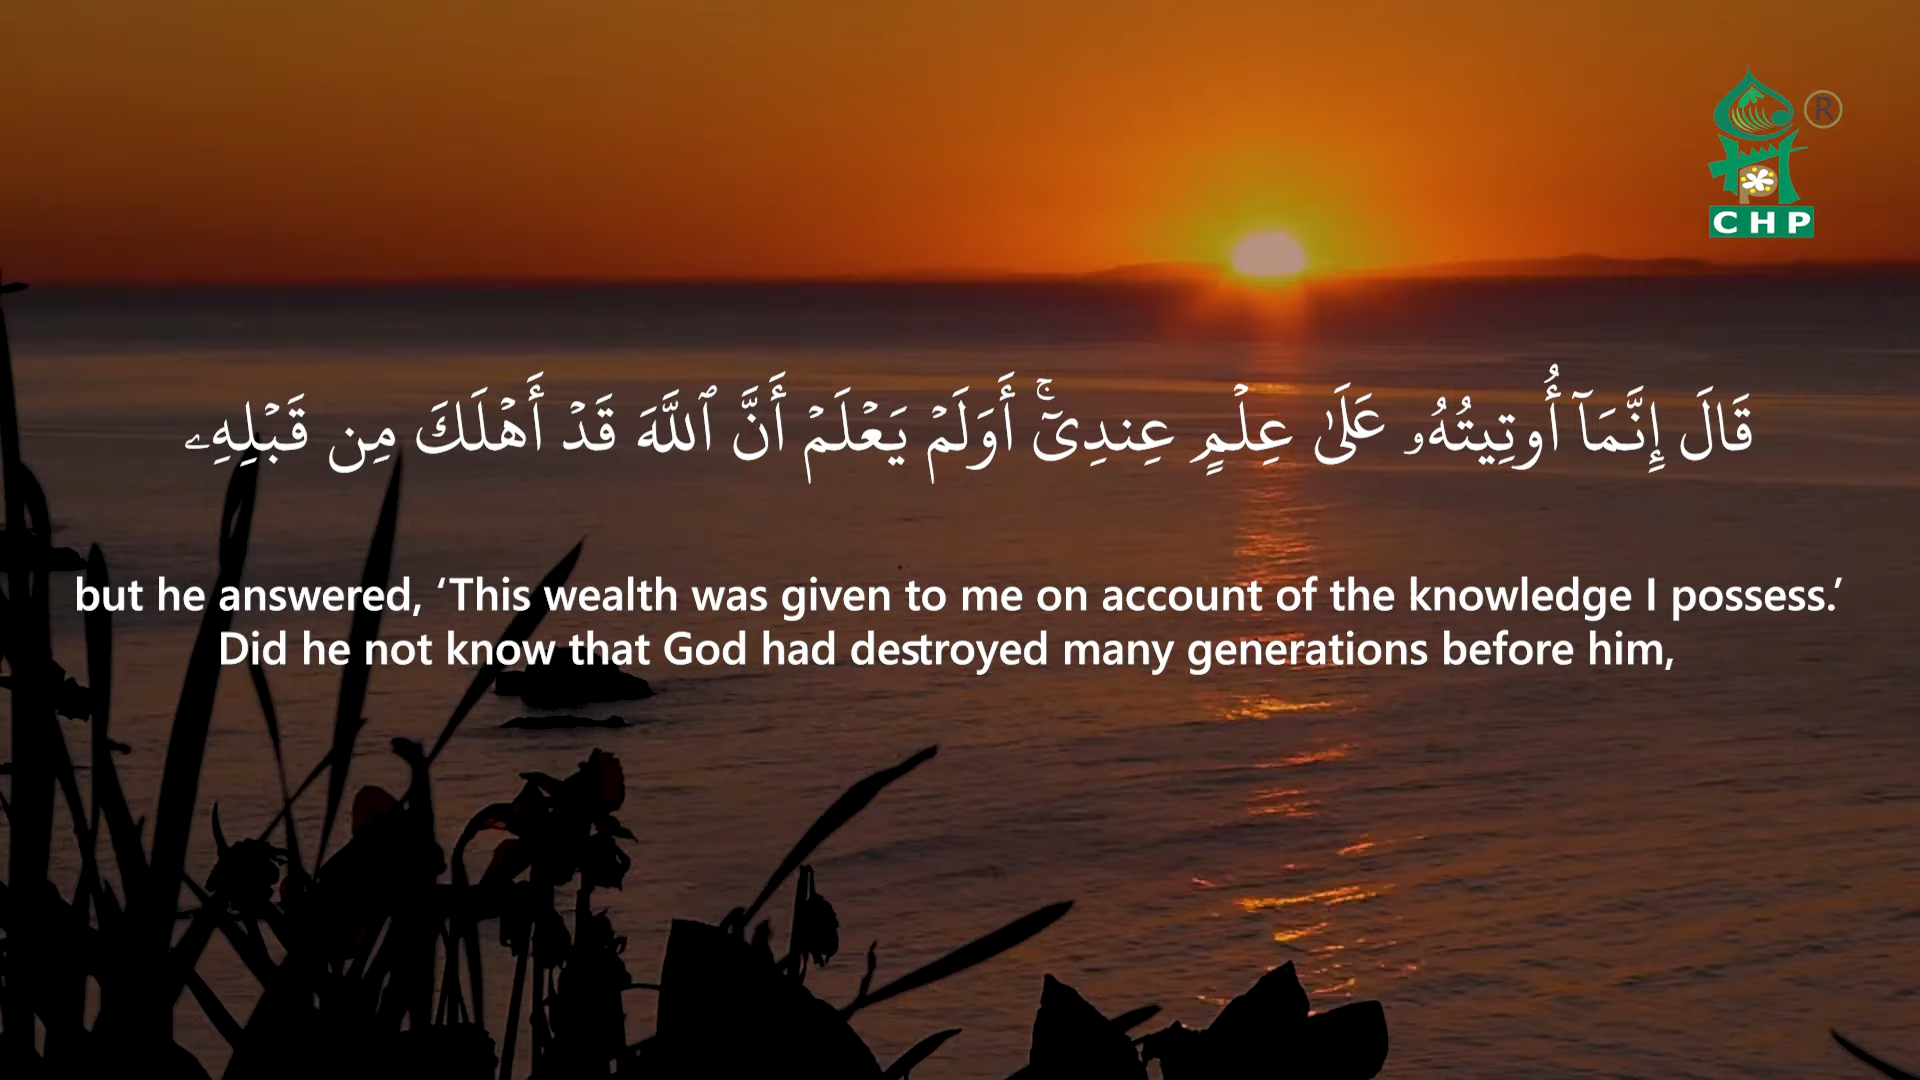 CHP
®
قَالَ إِنَّمَآ أُوتِيتُهُۥ عَلَىٰ عِلْمٍ عِندِىٓ ۚ أَوَلَمْ يَعْلَمْ أَنَّ ٱللَّهَ قَدْ أَهْلَكَ مِن قَبْلِهِۦ
but he answered, ‘This wealth was given to me on account of the knowledge I possess.’
Did he not know that God had destroyed many generations before him,